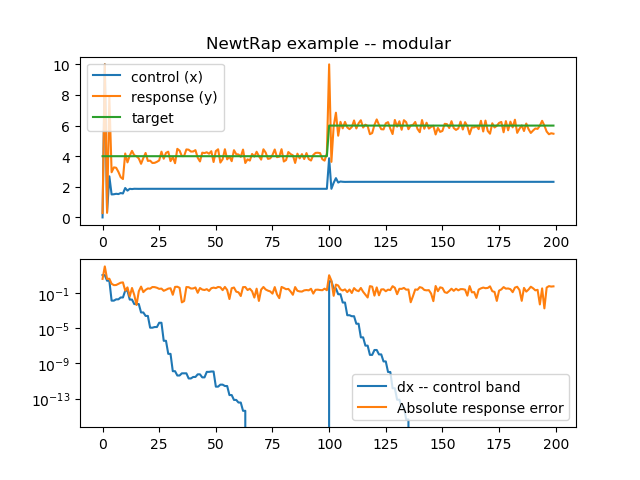 NewtRap example -- modular
10
8
6
4
2
0
control (x)
response (y)
target
0 25 50 75 100 125 150 175 200
10⁻¹
10⁻⁵
10⁻⁹
10⁻¹³
dx -- control band
Absolute response error
0 25 50 75 100 125 150 175 200